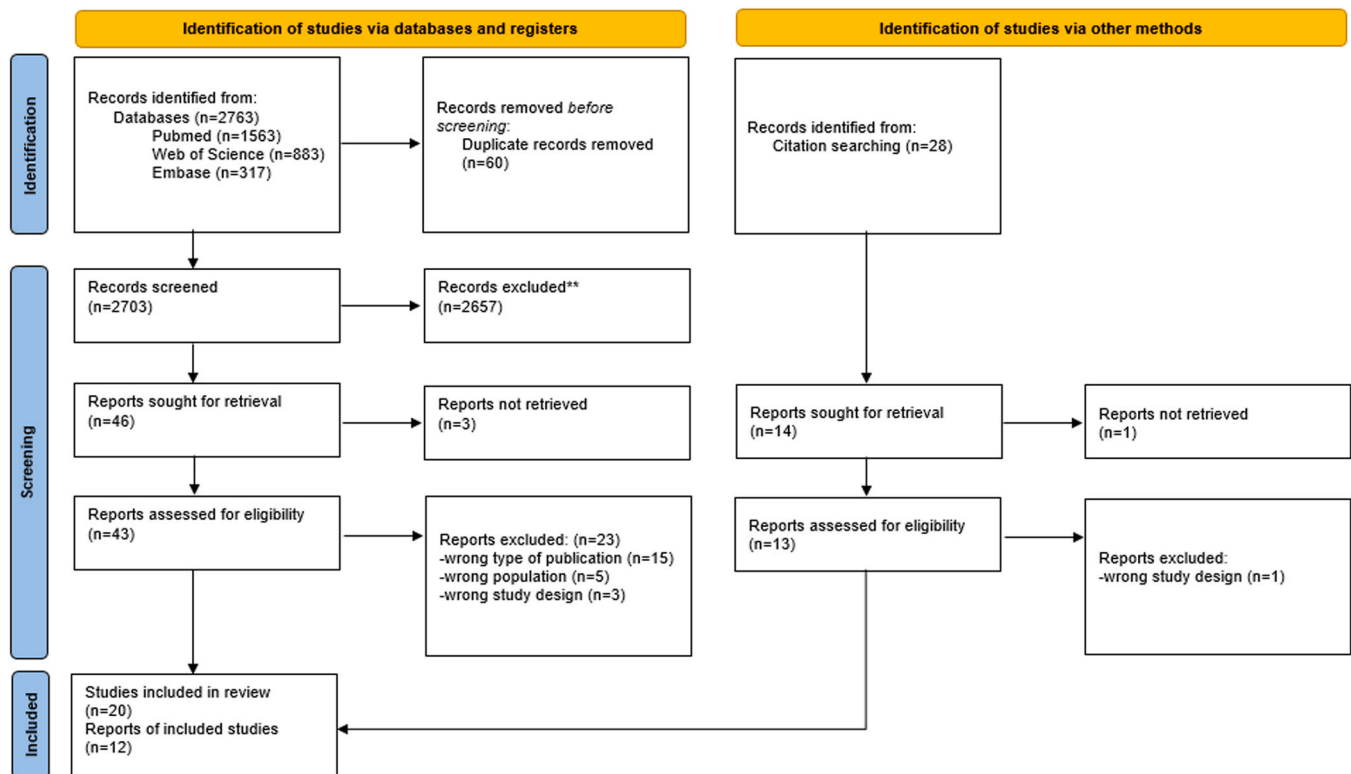 Identification of studies via databases and registers
Identification of studies via other methods
Identification
Records identified from:
Databases (n=2763)
Pubmed (n=1563)
Web of Science (n=883)
Embase (n=317)
Records removed before
screening:
Duplicate records removed
(n=60)
Records identified from:
Citation searching (n=28)
Screening
Records screened
(n=2703)
Records excluded**
(n=2657)
Reports sought for retrieval
(n=46)
Reports not retrieved
(n=3)
Reports sought for retrieval
(n=14)
Reports not retrieved
(n=1)
Reports assessed for eligibility
(n=43)
Reports excluded: (n=23)
-wrong type of publication (n=15)
-wrong population (n=5)
-wrong study design (n=3)
Reports assessed for eligibility
(n=13)
Reports excluded:
-wrong study design (n=1)
Included
Studies included in review
(n=20)
Reports of included studies
(n=12)